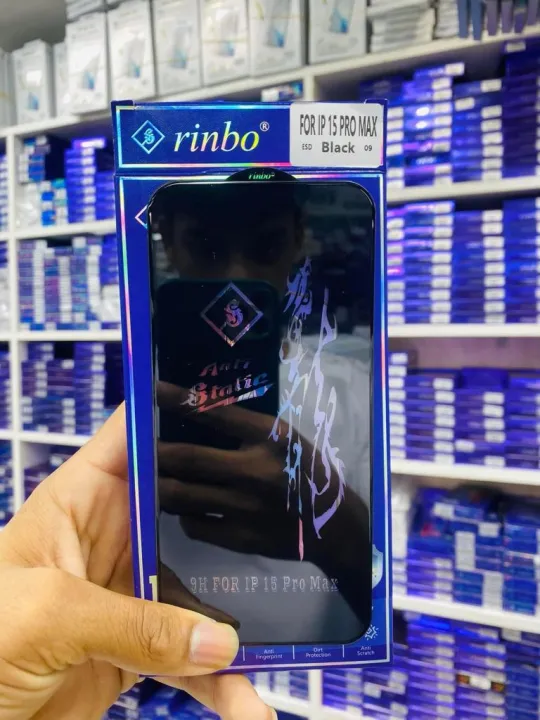 rinbo®
FOR IP 15 PRO MAX
ESD Black 09
rinbo
Anti
Static
9H FOR IP 15 Pro Max
Anti
Fingerprint
Dirt
Protection
Anti
Scratch